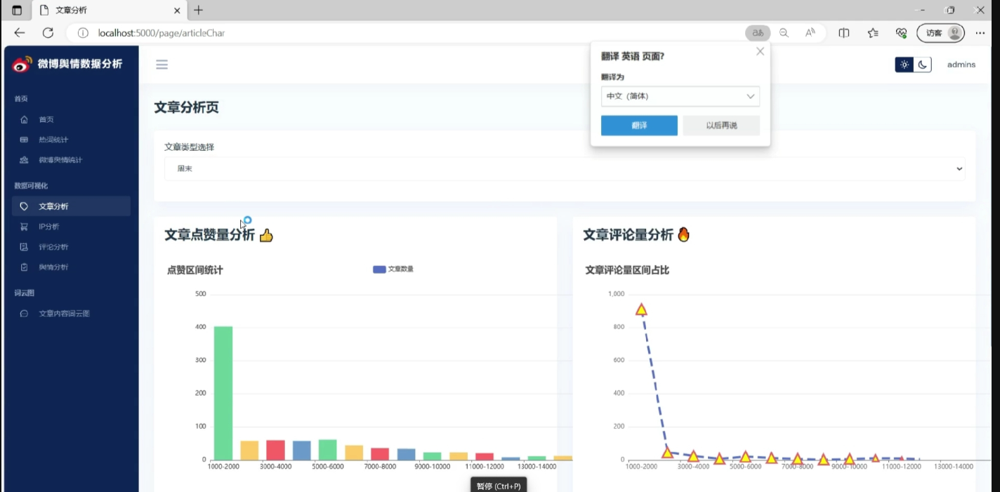 文章分析
localhost:5000/page/articleChar
访客
微博舆情数据分析
首页
首页
热词统计
微博舆情统计
数据可视化
文章分析
IP分析
评论分析
舆情分析
词云图
文章内容词云图
admins
翻译 英语 页面?
翻译为
中文（简体）
翻译
以后再说
文章分析页
文章类型选择
周末
文章点赞量分析 👍
点赞区间统计
文章数量
500
400
300
200
100
0
1000-2000 3000-4000 5000-6000 7000-8000 9000-10000 11000-12000 13000-14000
文章评论量分析 🔥
文章评论量区间占比
1,000
800
600
400
200
0
1000-2000 3000-4000 5000-6000 7000-8000 9000-10000 11000-12000 13000-14000
暂停 (Ctrl+P)